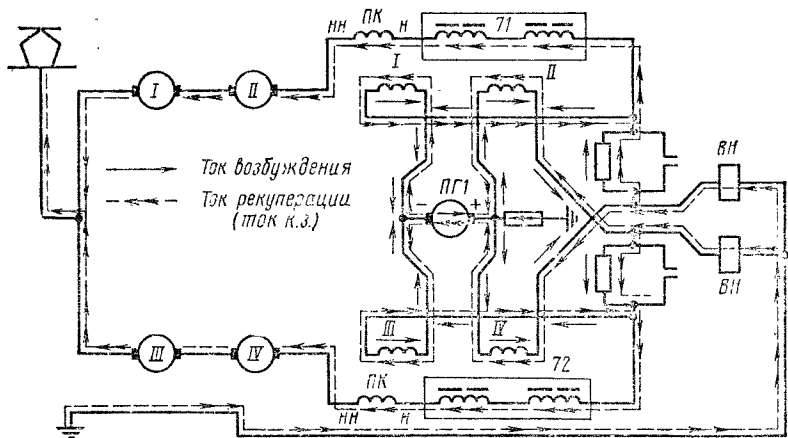 ПК
нн
н
71
I
II
I
II
Ток возбуждения
Ток рекуперации
(ток к.з.)
ПГ1
-
+
ВН
ВН
III
IV
III
IV
72
ПК
нн
н